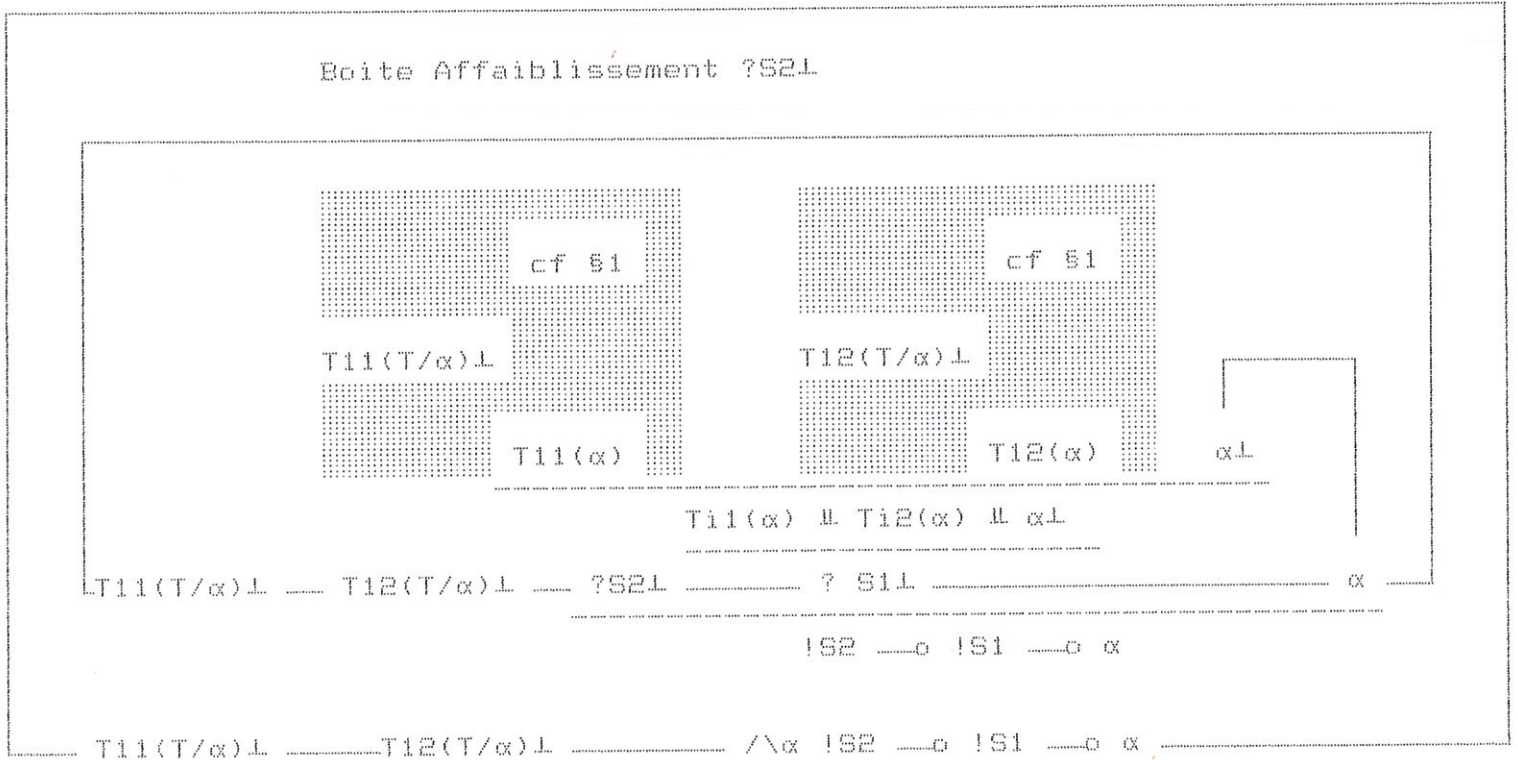 Boite Affaiblissement ?S2⊥
cf §1 cf §1
T11(T/α)⊥ T12(T/α)⊥
T11(α) T12(α) α⊥
Ti1(α) ⅃L Ti2(α) ⅃L α⊥
T11(T/α)⊥ —— T12(T/α)⊥ —— ?S2⊥ —— ? S1⊥ —— α
!S2 ——o !S1 ——o α
T11(T/α)⊥ —— T12(T/α)⊥ —— /\α !S2 ——o !S1 ——o α